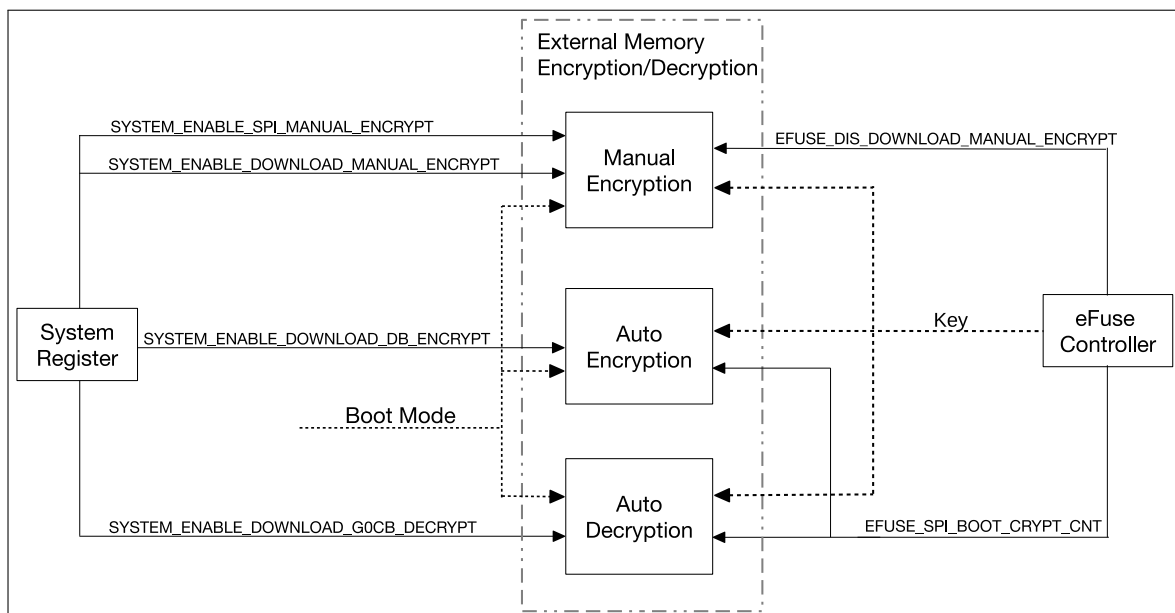 External Memory
Encryption/Decryption
SYSTEM_ENABLE_SPI_MANUAL_ENCRYPT
EFUSE_DIS_DOWNLOAD_MANUAL_ENCRYPT
SYSTEM_ENABLE_DOWNLOAD_MANUAL_ENCRYPT
Manual
Encryption
System
Register
SYSTEM_ENABLE_DOWNLOAD_DB_ENCRYPT
Auto
Encryption
Key
eFuse
Controller
Boot Mode
Auto
Decryption
SYSTEM_ENABLE_DOWNLOAD_G0CB_DECRYPT
EFUSE_SPI_BOOT_CRYPT_CNT